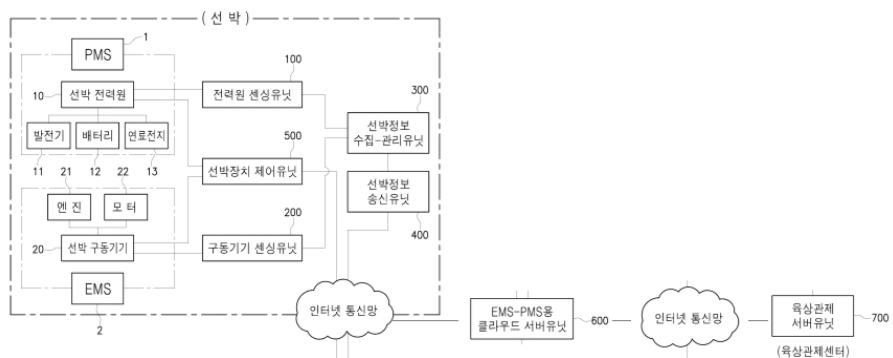 (선 박)
PMS
1
10
선박 전력원
발전기
배터리
연료전지
11
12
13
100
전력원 센싱유닛
300
선박정보
수집-관리유닛
500
선박장치 제어유닛
선박정보
송신유닛
400
21
22
엔 진
모 터
20
선박 구동기기
200
구동기기 센싱유닛
EMS
2
인터넷 통신망
EMS-PMS용
클라우드 서버유닛
600
인터넷 통신망
육상관제
서버유닛
700
(육상관제센터)